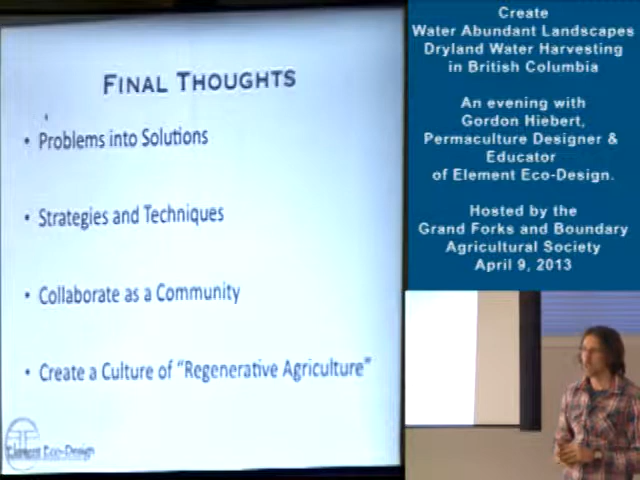 FINAL THOUGHTS
• Problems into Solutions
• Strategies and Techniques
• Collaborate as a Community
• Create a Culture of "Regenerative Agriculture"
Element Eco-Design
Create
Water Abundant Landscapes
Dryland Water Harvesting
in British Columbia
An evening with
Gordon Hiebert,
Permaculture Designer &
Educator
of Element Eco-Design.
Hosted by the
Grand Forks and Boundary
Agricultural Society
April 9, 2013